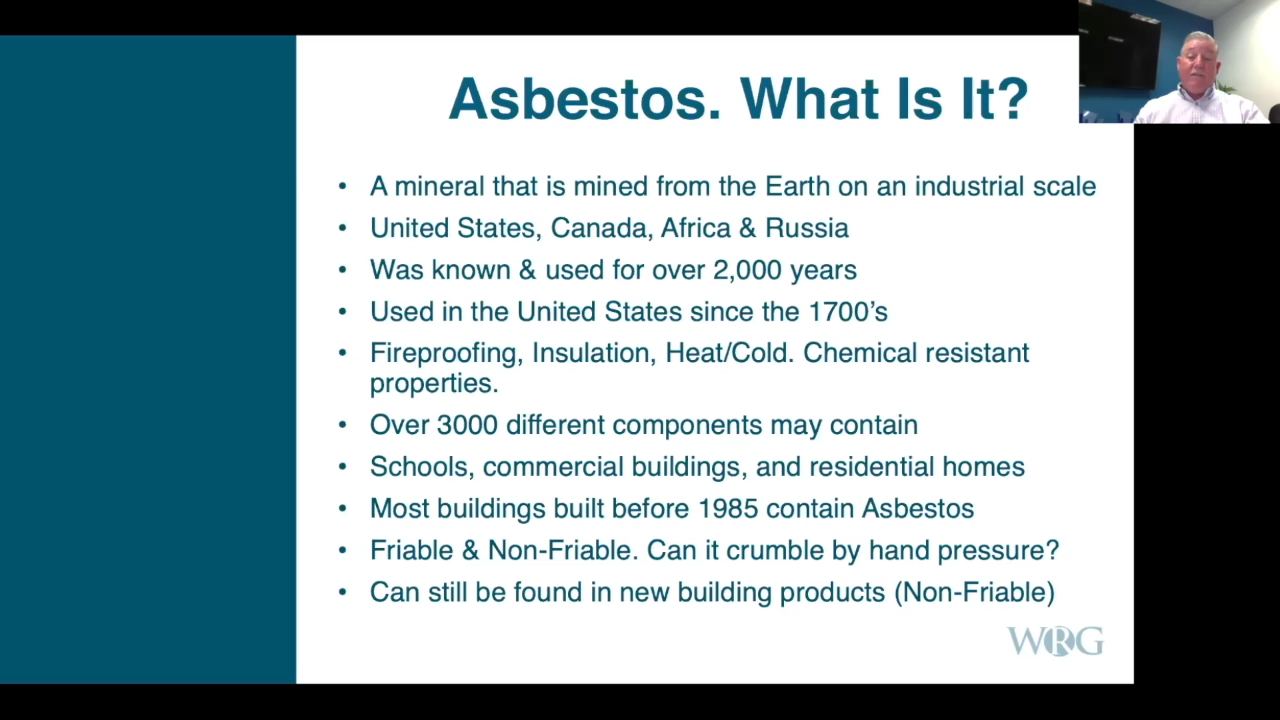 Asbestos. What Is It?
• A mineral that is mined from the Earth on an industrial scale
• United States, Canada, Africa & Russia
• Was known & used for over 2,000 years
• Used in the United States since the 1700’s
• Fireproofing, Insulation, Heat/Cold. Chemical resistant
properties.
• Over 3000 different components may contain
• Schools, commercial buildings, and residential homes
• Most buildings built before 1985 contain Asbestos
• Friable & Non-Friable. Can it crumble by hand pressure?
• Can still be found in new building products (Non-Friable)
WRG